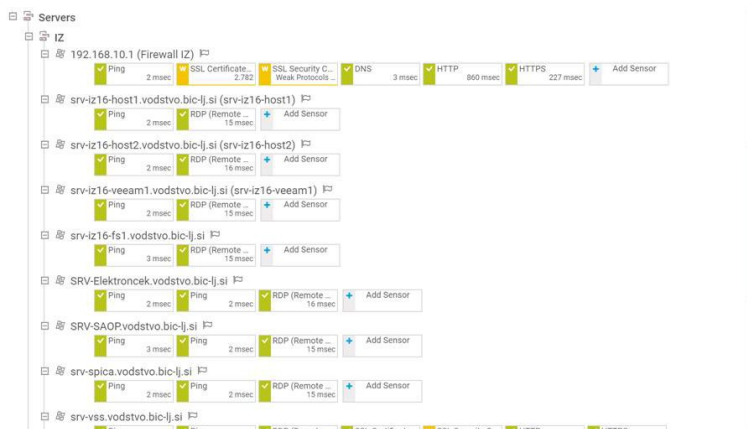 Servers
IZ
192.168.10.1 (Firewall IZ)
Ping 2 msec W SSL Certificate... 2.782 W SSL Security C... Weak Protocols ... DNS 3 msec HTTP 860 msec HTTPS 227 msec + Add Sensor
srv-iz16-host1.vodstvo.bic-lj.si (srv-iz16-host1)
Ping 2 msec RDP (Remote ... 15 msec + Add Sensor
srv-iz16-host2.vodstvo.bic-lj.si (srv-iz16-host2)
Ping 2 msec RDP (Remote ... 16 msec + Add Sensor
srv-iz16-veeam1.vodstvo.bic-lj.si (srv-iz16-veeam1)
Ping 2 msec RDP (Remote ... 15 msec + Add Sensor
srv-iz16-fs1.vodstvo.bic-lj.si
Ping 3 msec RDP (Remote ... 15 msec + Add Sensor
SRV-Elektroncek.vodstvo.bic-lj.si
Ping 2 msec Ping 2 msec RDP (Remote ... 16 msec + Add Sensor
SRV-SAOP.vodstvo.bic-lj.si
Ping 3 msec Ping 2 msec RDP (Remote ... 15 msec + Add Sensor
srv-spica.vodstvo.bic-lj.si
Ping 2 msec Ping 2 msec RDP (Remote ... 15 msec + Add Sensor
srv-vss.vodstvo.bic-lj.si